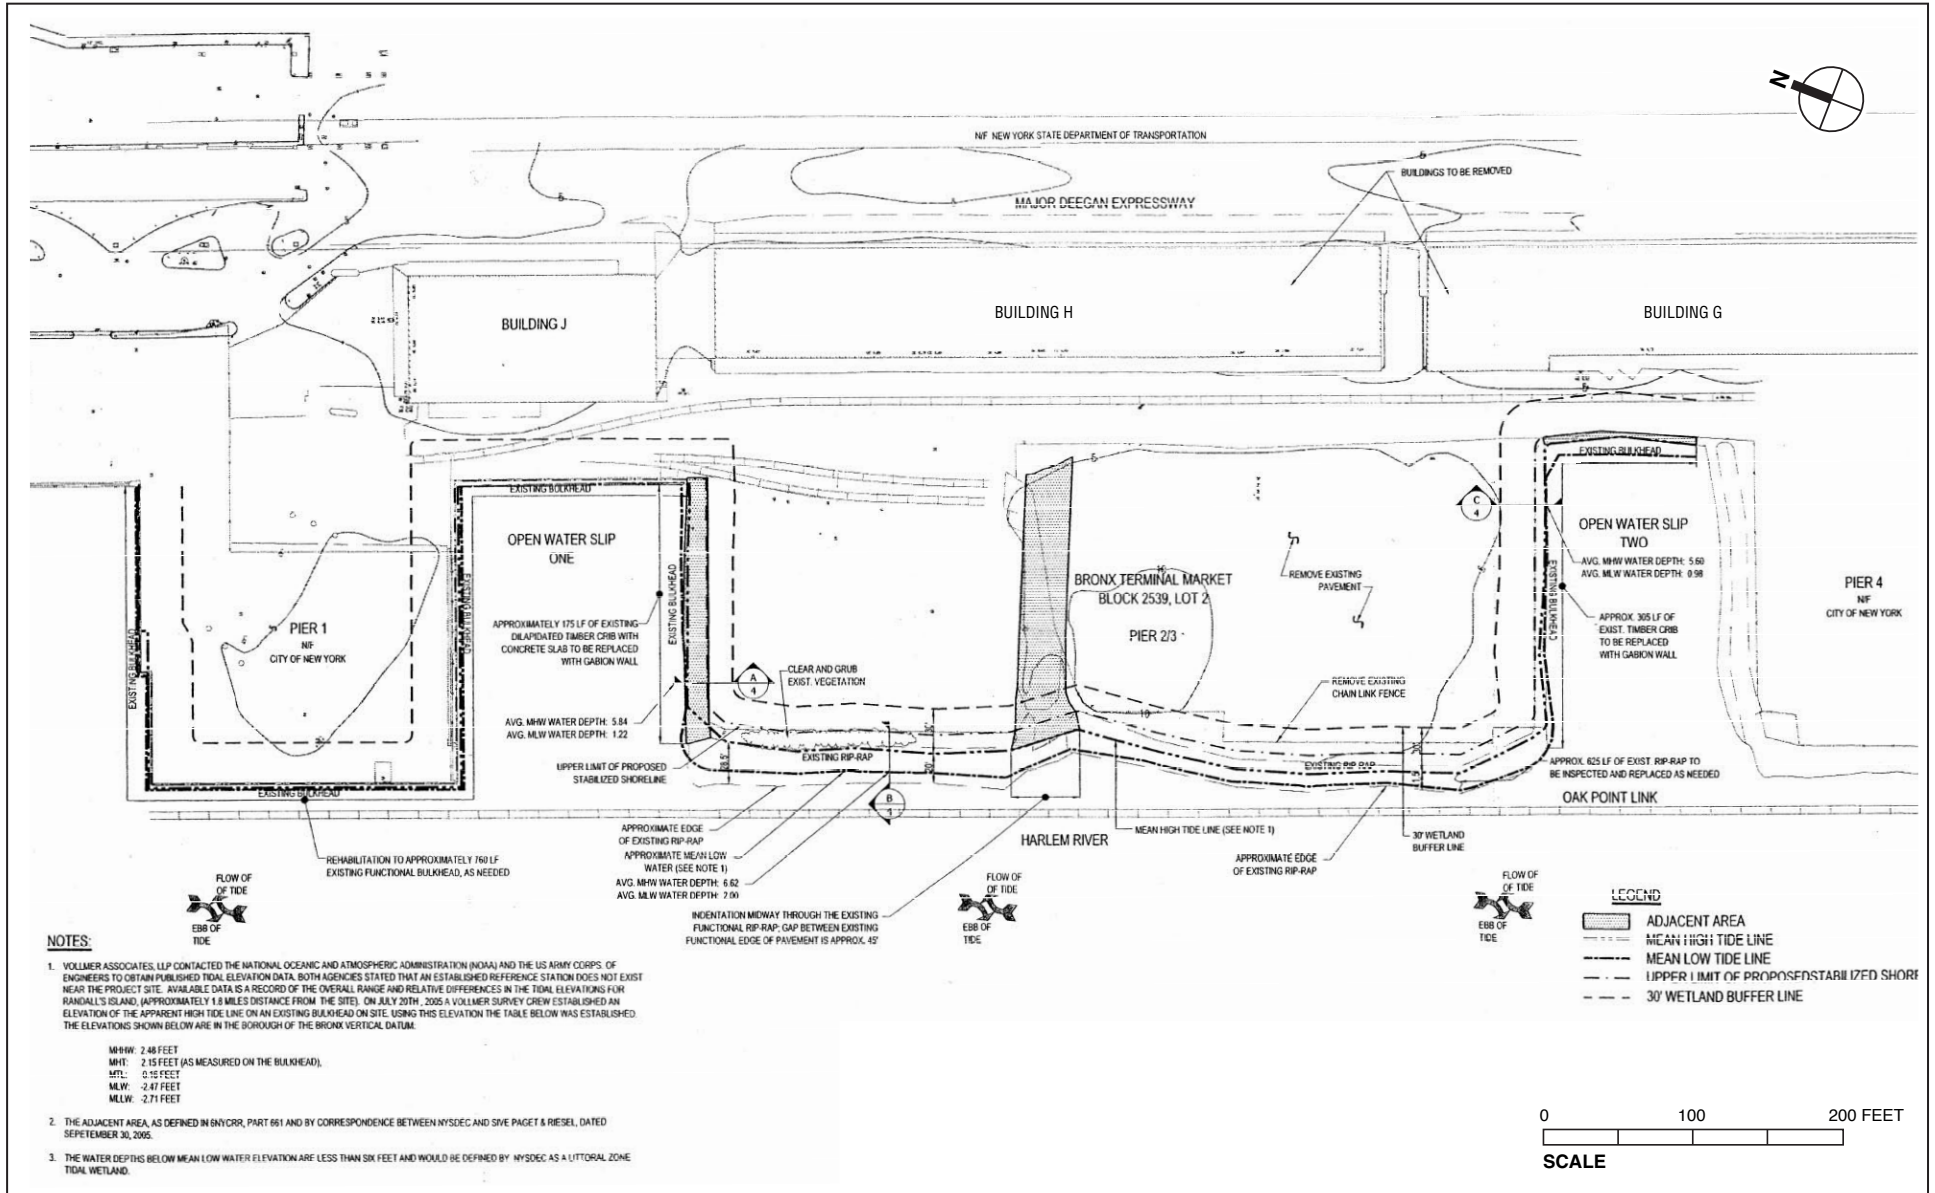 N
N/F NEW YORK STATE DEPARTMENT OF TRANSPORTATION
BUILDINGS TO BE REMOVED
MAJOR DEEGAN EXPRESSWAY
BUILDING J
BUILDING H
BUILDING G
EXISTING BULKHEAD
EXISTING BULKHEAD
OPEN WATER SLIP
ONE
EXISTING BULKHEAD
EXISTING BULKHEAD
EXISTING BULKHEAD
PIER 1
N/F
CITY OF NEW YORK
EXISTING BULKHEAD
APPROXIMATELY 175 LF OF EXISTING
DILAPIDATED TIMBER CRIB WITH
CONCRETE SLAB TO BE REPLACED
WITH GABION WALL
A
4
CLEAR AND GRUB
EXIST. VEGETATION
AVG. MHW WATER DEPTH: 5.84
AVG. MLW WATER DEPTH: 1.22
UPPER LIMIT OF PROPOSED
STABILIZED SHORELINE
EXISTING RIP-RAP
BRONX TERMINAL MARKET
BLOCK 2539, LOT 2
PIER 2/3
REMOVE EXISTING
PAVEMENT
REMOVE EXISTING
CHAIN LINK FENCE
C
4
OPEN WATER SLIP
TWO
AVG. MHW WATER DEPTH: 5.60
AVG. MLW WATER DEPTH: 0.98
EXISTING BULKHEAD
APPROX. 305 LF OF
EXIST. TIMBER CRIB
TO BE REPLACED
WITH GABION WALL
PIER 4
N/F
CITY OF NEW YORK
EXISTING RIP RAP
APPROX. 625 LF OF EXIST. RIP-RAP TO
BE INSPECTED AND REPLACED AS NEEDED
OAK POINT LINK
B
4
HARLEM RIVER
MEAN HIGH TIDE LINE (SEE NOTE 1)
30' WETLAND
BUFFER LINE
APPROXIMATE EDGE
OF EXISTING RIP-RAP
APPROXIMATE EDGE
OF EXISTING RIP-RAP
APPROXIMATE MEAN LOW
WATER (SEE NOTE 1)
AVG. MHW WATER DEPTH: 6.62
AVG. MLW WATER DEPTH: 2.00
REHABILITATION TO APPROXIMATELY 760 LF
EXISTING FUNCTIONAL BULKHEAD, AS NEEDED
INDENTATION MIDWAY THROUGH THE EXISTING
FUNCTIONAL RIP-RAP; GAP BETWEEN EXISTING
FUNCTIONAL EDGE OF PAVEMENT IS APPROX. 45'
FLOW OF
OF TIDE
EBB OF
TIDE
FLOW OF
OF TIDE
EBB OF
TIDE
FLOW OF
OF TIDE
EBB OF
TIDE
LEGEND
ADJACENT AREA
MEAN HIGH TIDE LINE
MEAN LOW TIDE LINE
UPPER LIMIT OF PROPOSEDSTABILIZED SHORE
30' WETLAND BUFFER LINE
NOTES:
1. VOLLMER ASSOCIATES, LLP CONTACTED THE NATIONAL OCEANIC AND ATMOSPHERIC ADMINISTRATION (NOAA) AND THE US ARMY CORPS. OF
ENGINEERS TO OBTAIN PUBLISHED TIDAL ELEVATION DATA. BOTH AGENCIES STATED THAT AN ESTABLISHED REFERENCE STATION DOES NOT EXIST
NEAR THE PROJECT SITE. AVAILABLE DATA IS A RECORD OF THE OVERALL RANGE AND RELATIVE DIFFERENCES IN THE TIDAL ELEVATIONS FOR
RANDALL'S ISLAND, (APPROXIMATELY 1.8 MILES DISTANCE FROM THE SITE). ON JULY 20TH, 2005 A VOLLMER SURVEY CREW ESTABLISHED AN
ELEVATION OF THE APPARENT HIGH TIDE LINE ON AN EXISTING BULKHEAD ON SITE. USING THIS ELEVATION THE TABLE BELOW WAS ESTABLISHED.
THE ELEVATIONS SHOWN BELOW ARE IN THE BOROUGH OF THE BRONX VERTICAL DATUM:
MHHW: 2.48 FEET
MHT: 2.15 FEET (AS MEASURED ON THE BULKHEAD),
MTL: FEET
MLW: -2.47 FEET
MLLW: -2.71 FEET
2. THE ADJACENT AREA, AS DEFINED IN 6NYCRR, PART 661 AND BY CORRESPONDENCE BETWEEN NYSDEC AND SIVE PAGET & RIESEL, DATED
SEPETEMBER 30, 2005.
3. THE WATER DEPTHS BELOW MEAN LOW WATER ELEVATION ARE LESS THAN SIX FEET AND WOULD BE DEFINED BY NYSDEC AS A LITTORAL ZONE
TIDAL WETLAND.
0 100 200 FEET
SCALE